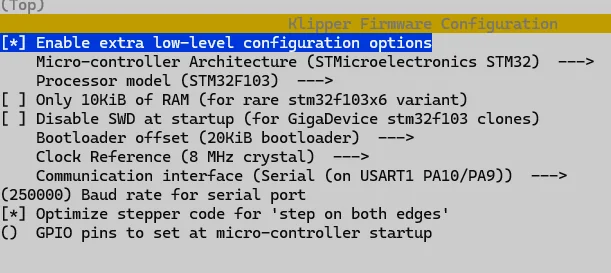 (Top)
Klipper Firmware Configuration
[*] Enable extra low-level configuration options
Micro-controller Architecture (STMicroelectronics STM32) --->
Processor model (STM32F103) --->
[ ] Only 10KiB of RAM (for rare stm32f103x6 variant)
[ ] Disable SWD at startup (for GigaDevice stm32f103 clones)
Bootloader offset (20KiB bootloader) --->
Clock Reference (8 MHz crystal) --->
Communication interface (Serial (on USART1 PA10/PA9)) --->
(250000) Baud rate for serial port
[*] Optimize stepper code for 'step on both edges'
() GPIO pins to set at micro-controller startup